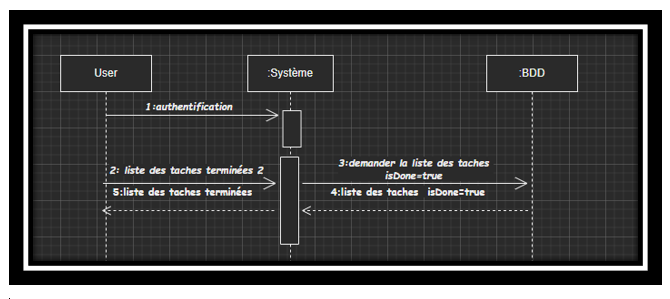 User
:Système
:BDD
1:authentification
2: liste des taches terminées 2
3:demander la liste des taches
isDone=true
5:liste des taches terminées
4:liste des taches isDone=true